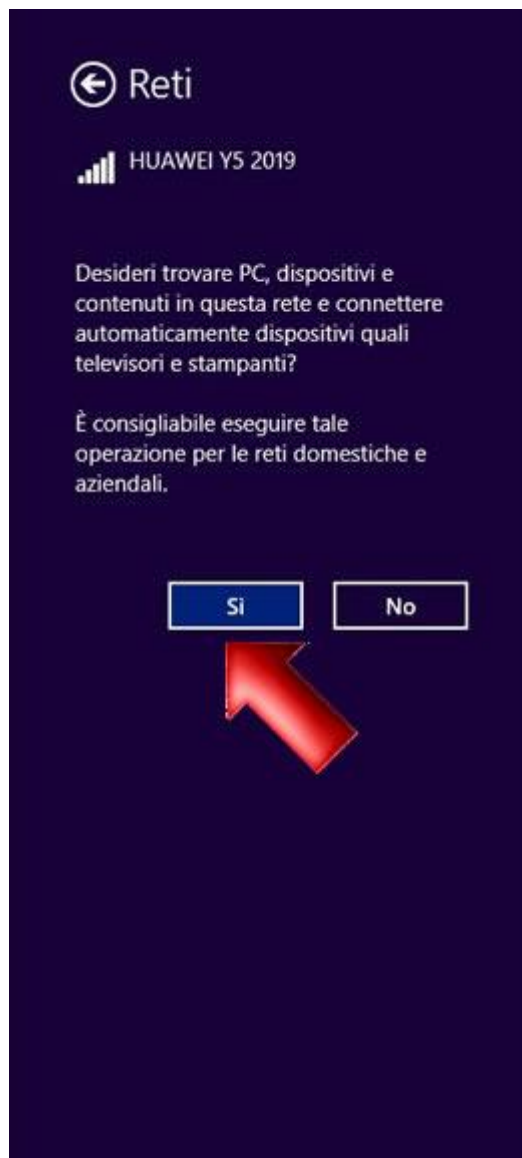 Reti
HUAWEI Y5 2019
Desideri trovare PC, dispositivi e
contenuti in questa rete e connettere
automaticamente dispositivi quali
televisori e stampanti?
È consigliabile eseguire tale
operazione per le reti domestiche e
aziendali.
Sì No